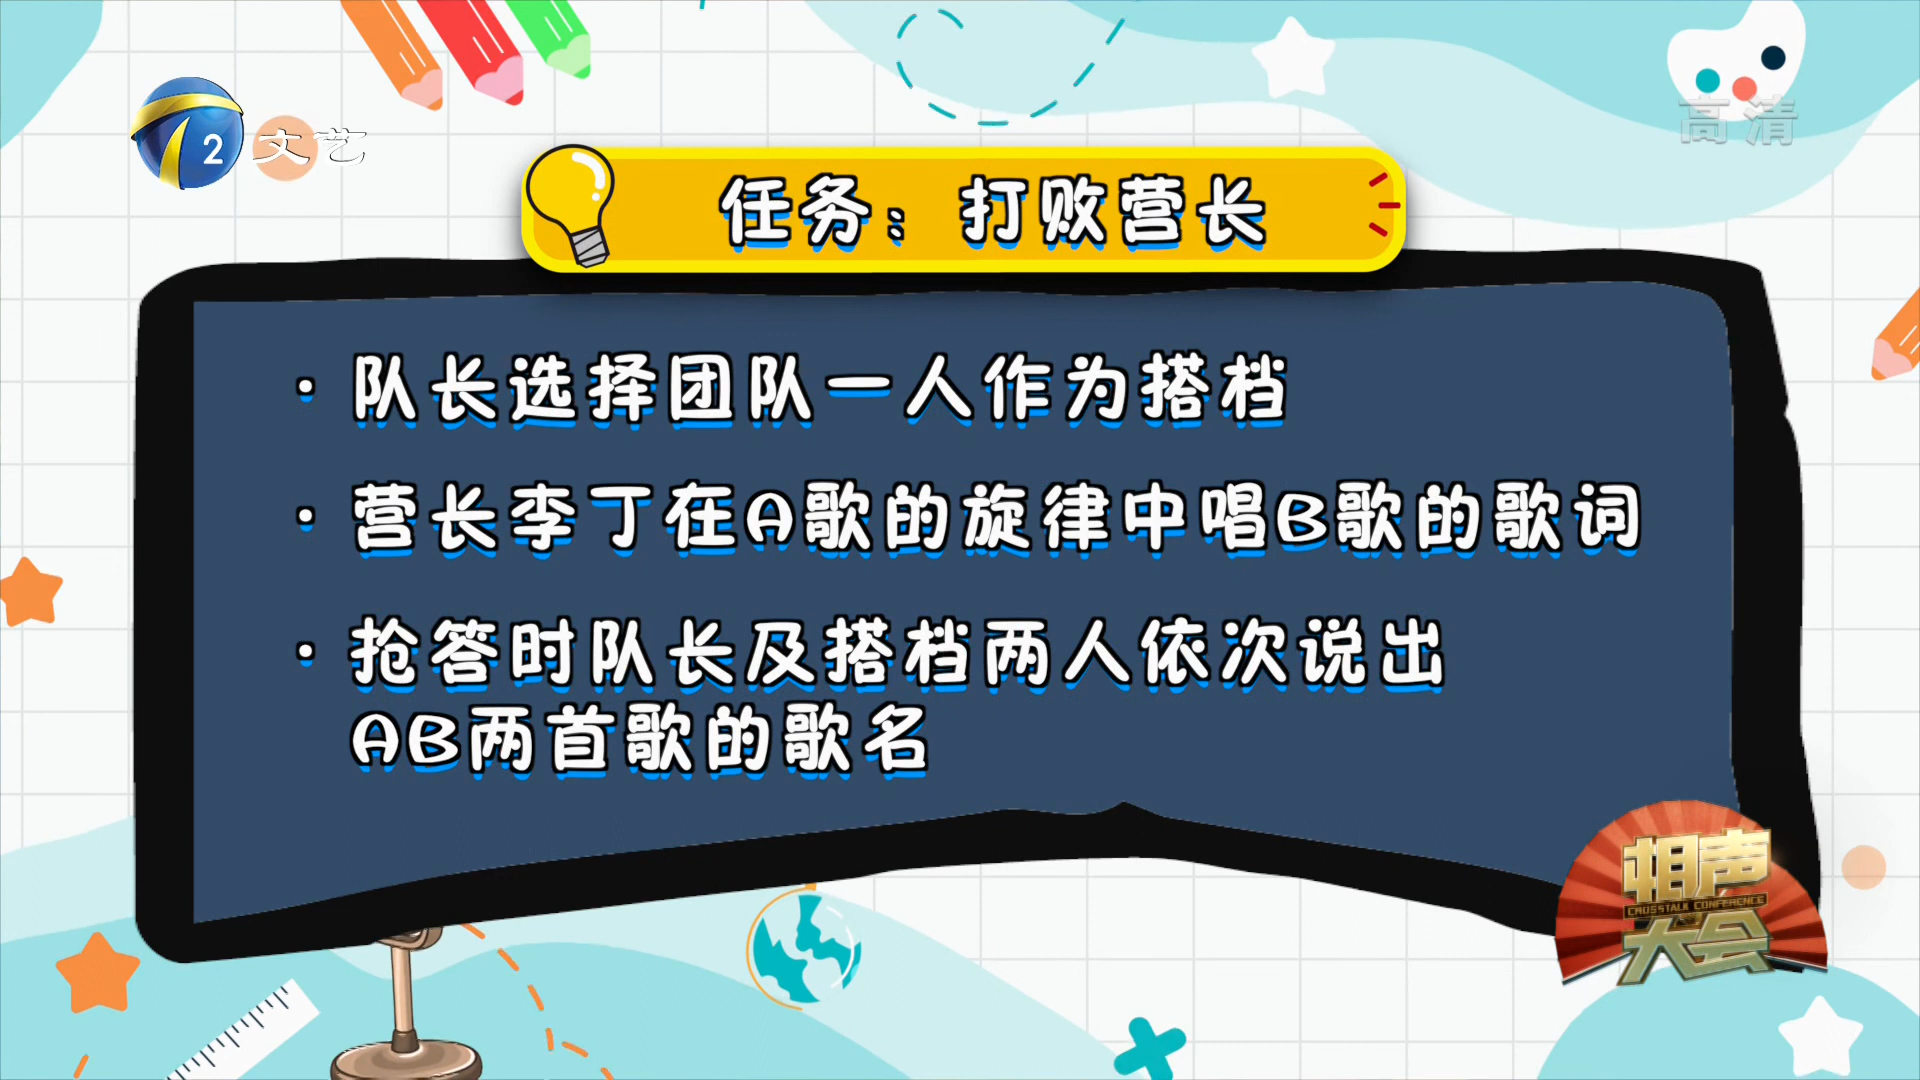 2 文艺
高清
任务：打败营长
· 队长选择团队一人作为搭档
· 营长李丁在A歌的旋律中唱B歌的歌词
· 抢答时队长及搭档两人依次说出
AB两首歌的歌名
相声
CROSSTALK CONFERENCE
大会